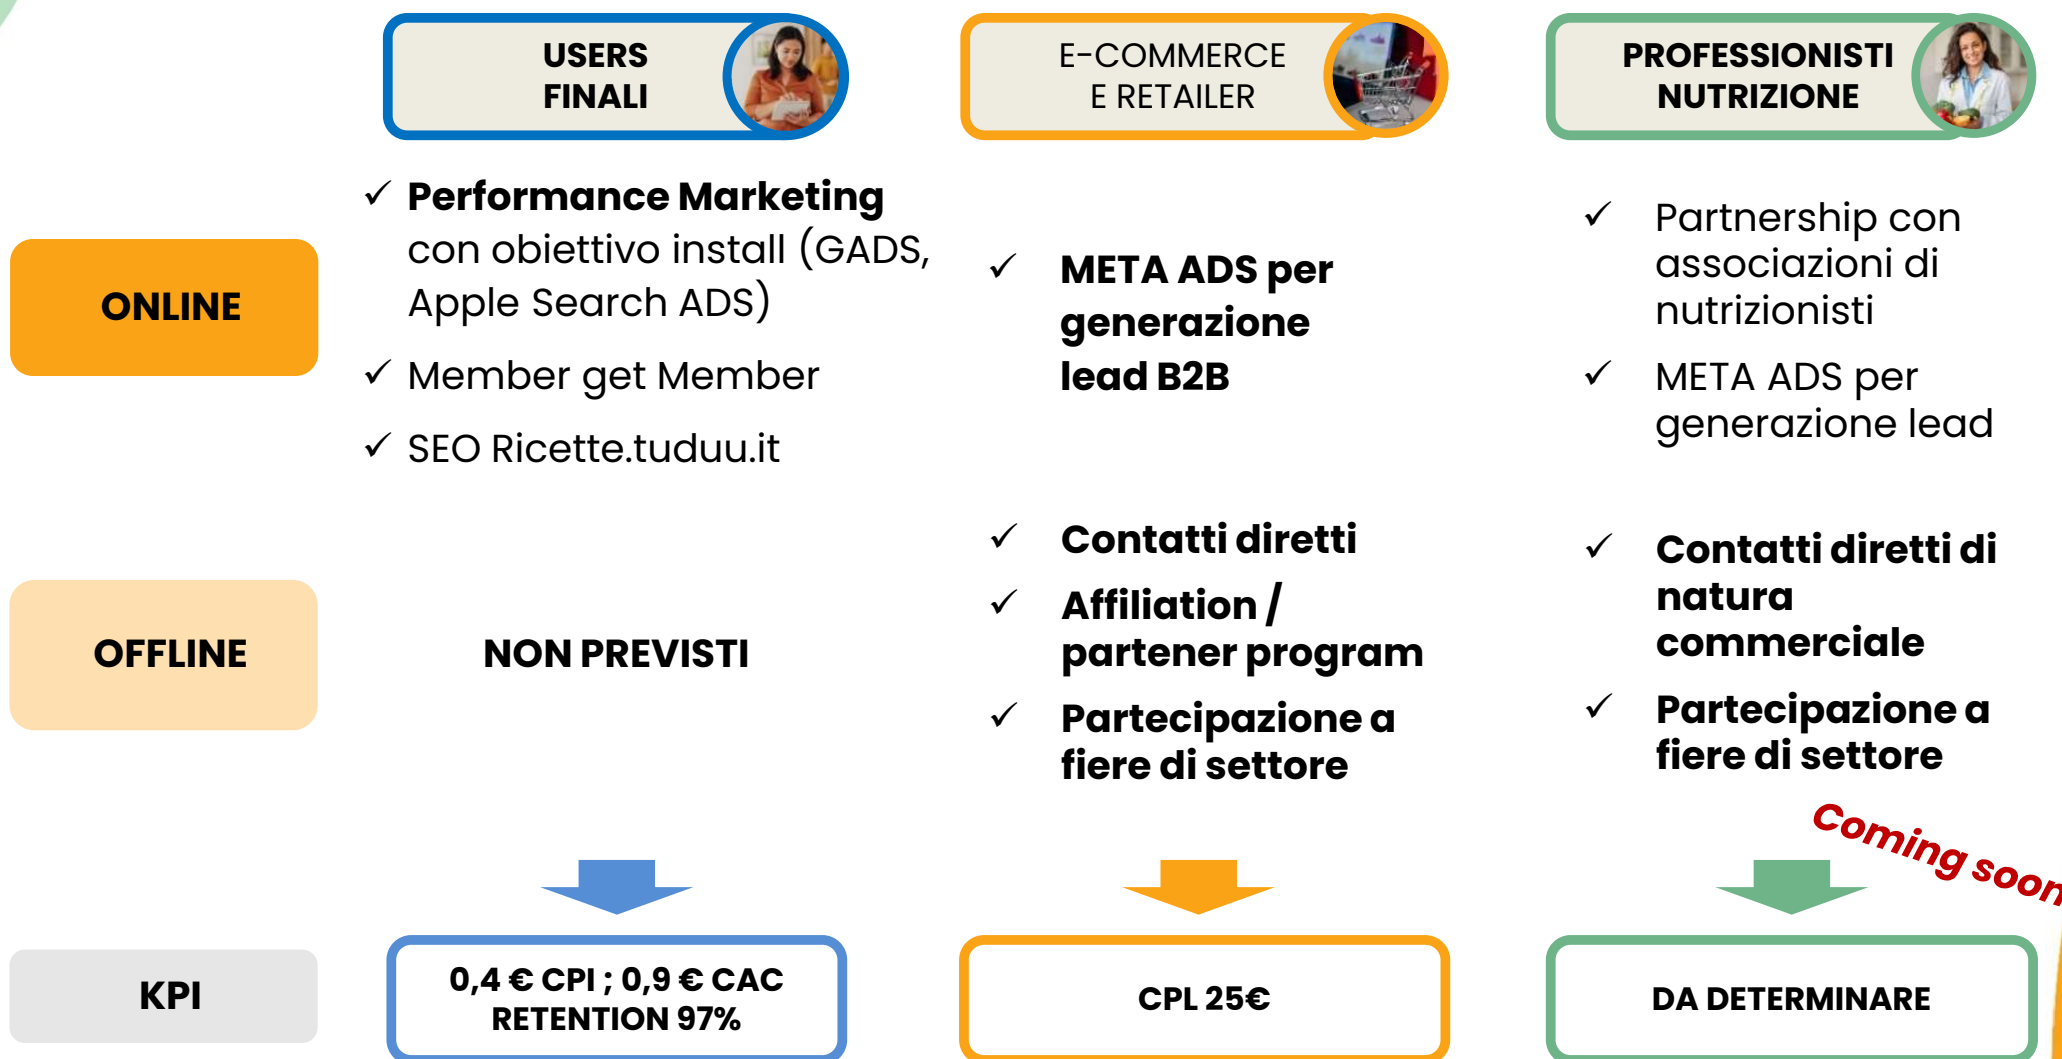 USERS
FINALI
E-COMMERCE
E RETAILER
PROFESSIONISTI
NUTRIZIONE
ONLINE
✓ Performance Marketing
con obiettivo install (GADS,
Apple Search ADS)
✓ Member get Member
✓ SEO Ricette.tuduu.it
✓ META ADS per
generazione
lead B2B
✓ Partnership con
associazioni di
nutrizionisti
✓ META ADS per
generazione lead
OFFLINE
NON PREVISTI
✓ Contatti diretti
✓ Affiliation /
partener program
✓ Partecipazione a
fiere di settore
✓ Contatti diretti di
natura
commerciale
✓ Partecipazione a
fiere di settore
Coming soon
KPI
0,4 € CPI ; 0,9 € CAC
RETENTION 97%
CPL 25€
DA DETERMINARE